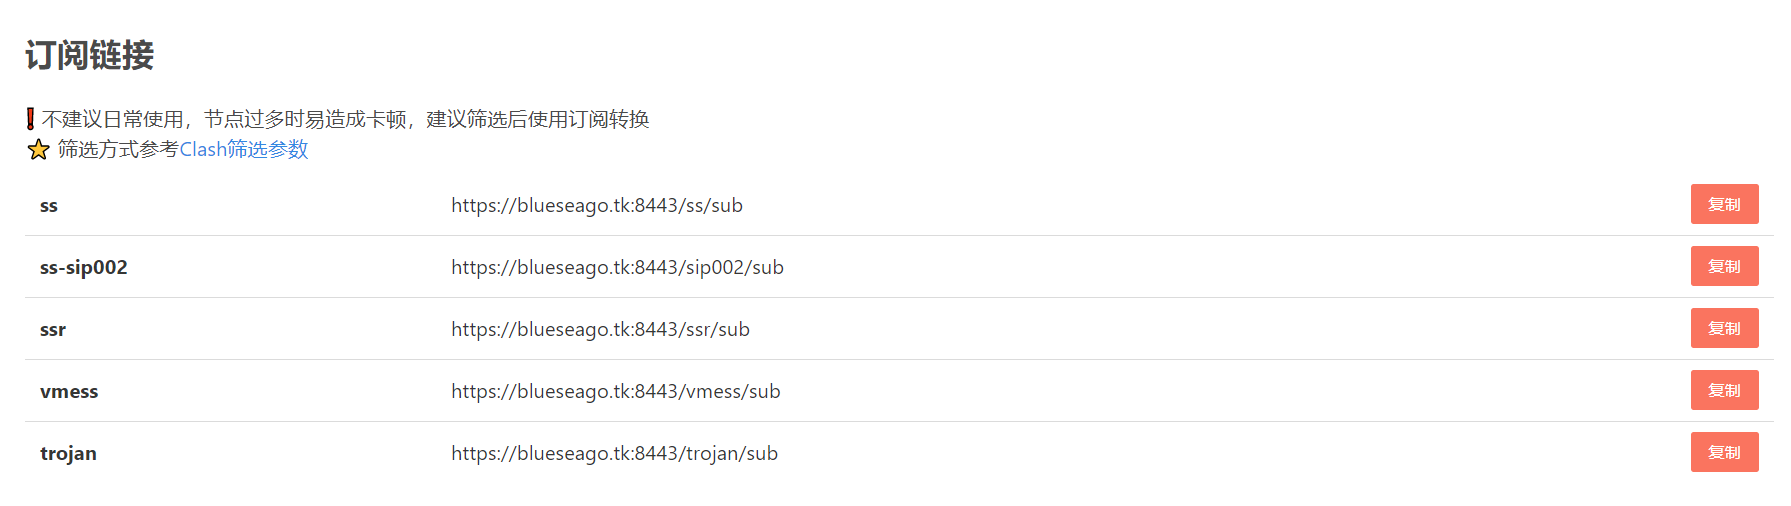 订阅链接
❗不建议日常使用，节点过多时易造成卡顿，建议筛选后使用订阅转换
⭐ 筛选方式参考Clash筛选参数
ss https://blueseago.tk:8443/ss/sub 复制
ss-sip002 https://blueseago.tk:8443/sip002/sub 复制
ssr https://blueseago.tk:8443/ssr/sub 复制
vmess https://blueseago.tk:8443/vmess/sub 复制
trojan https://blueseago.tk:8443/trojan/sub 复制